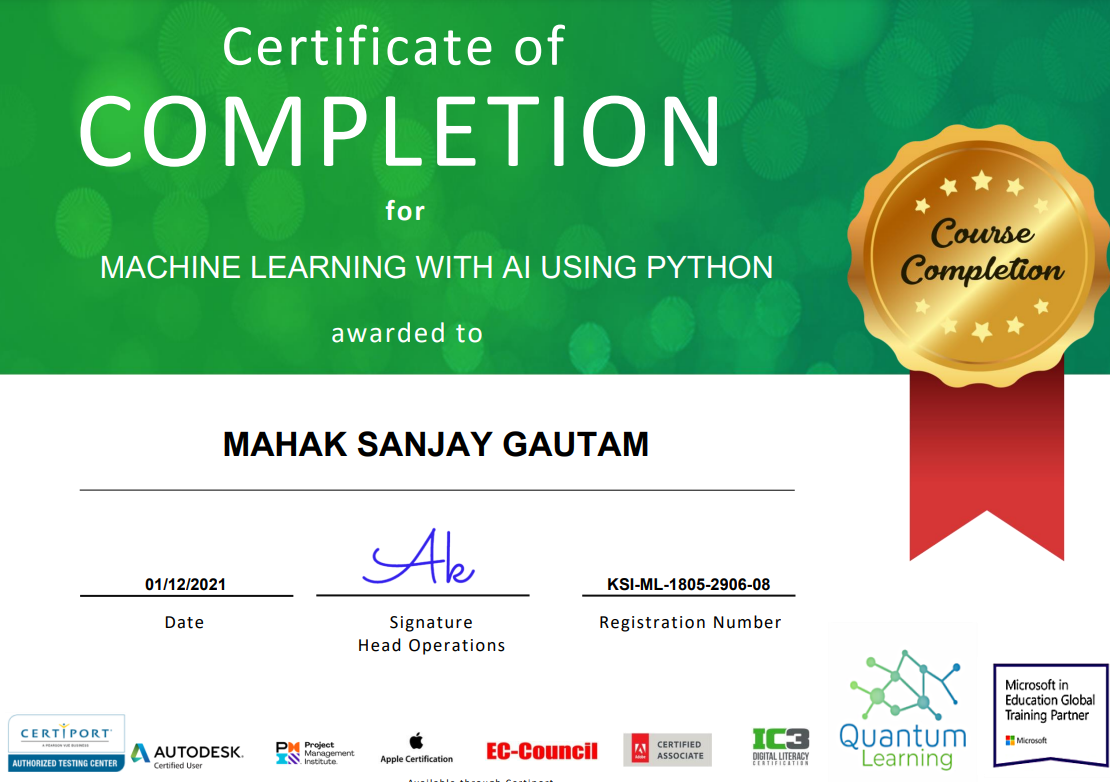 Certificate of
COMPLETION
for
MACHINE LEARNING WITH AI USING PYTHON
awarded to
Course
Completion
MAHAK SANJAY GAUTAM
01/12/2021
Date
Ak
Signature
Head Operations
KSI-ML-1805-2906-08
Registration Number
CERTIPORT
A PEARSON VUE BUSINESS
AUTHORIZED TESTING CENTER
AUTODESK.
Certified User
Project
Management
Institute.
Apple Certification
EC-Council
CERTIFIED
ASSOCIATE
IC3
DIGITAL LITERACY
CERTIFICATION
Quantum
Learning
Microsoft in
Education Global
Training Partner
Microsoft
Available through Certiport